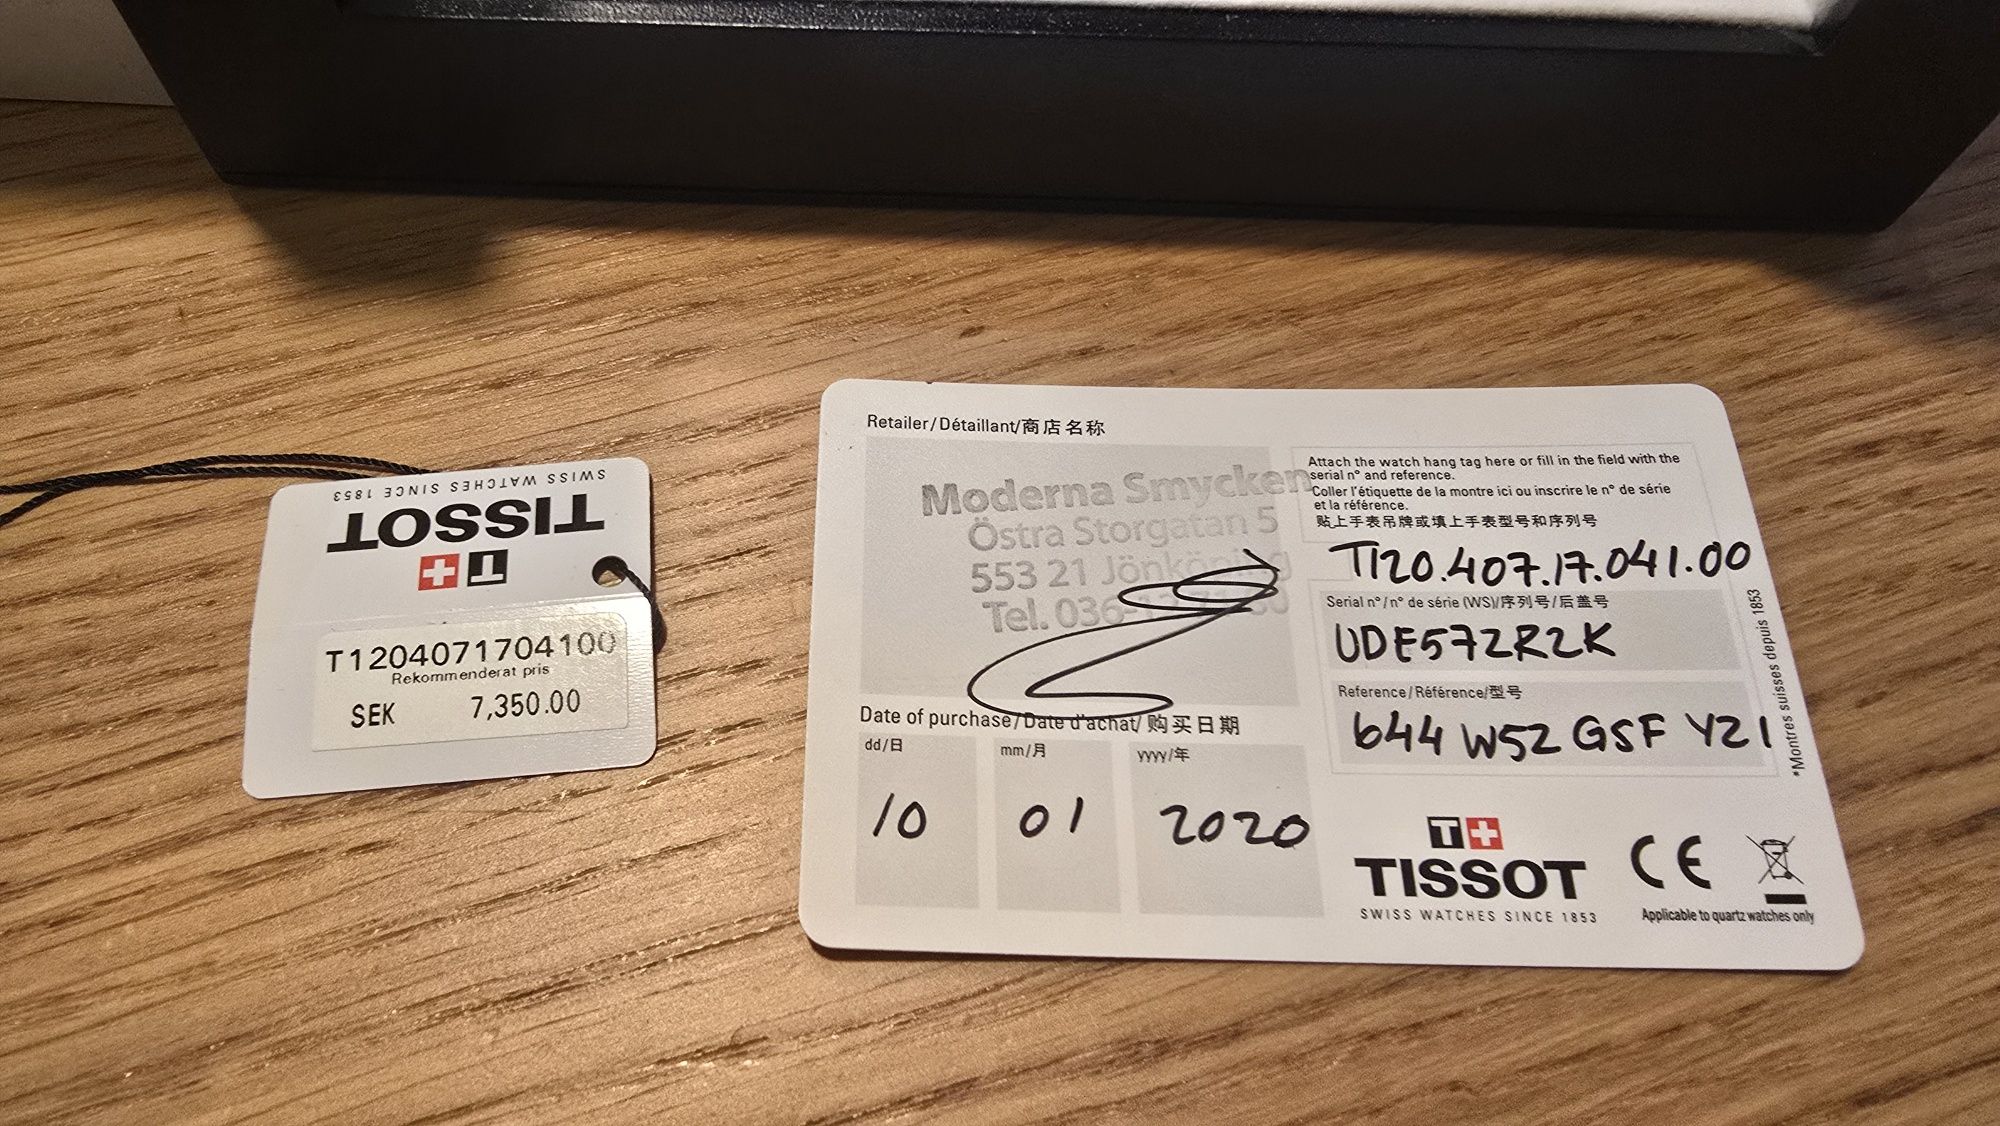 SWISS WATCHES SINCE 1853
TISSOT
T+
T1204071704100
Rekommenderat pris
SEK 7,350.00
Retailer/Détaillant/商店名称
Moderna Smycken
Östra Storgatan 5
553 21 Jönköping
Tel. 036-
Date of purchase/Date d'achat/购买日期
dd/日 mm/月 yyyy/年
10 01 2020
Attach the watch hang tag here or fill in the field with the
serial n° and reference.
Coller l'étiquette de la montre ici ou inscrire le n° de série
et la référence.
贴上手表吊牌或填上手表型号和序列号
T120.407.17.041.00
Serial n°/n° de série (WS)/序列号/后盖号
UDE572R2K
Reference/Référence/型号
644 W52 GSF Y21
*Montres suisses depuis 1853
T+
TISSOT
SWISS WATCHES SINCE 1853
CE
Applicable to quartz watches only